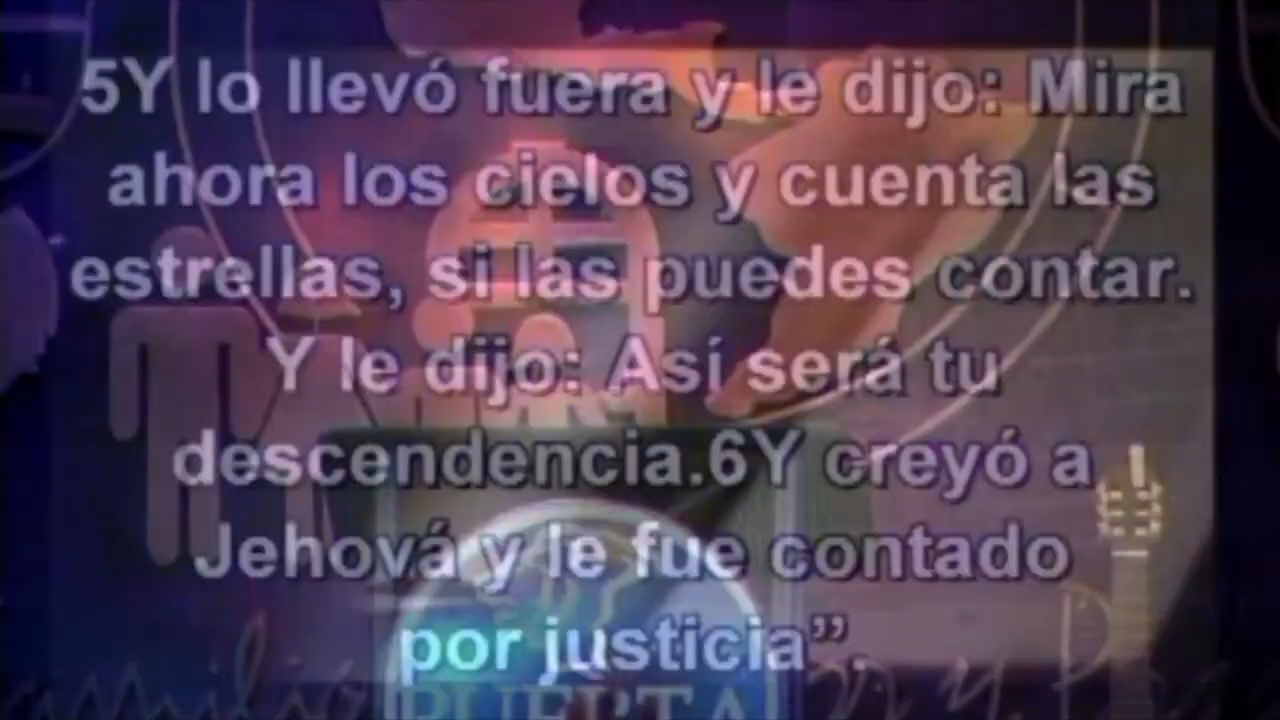 5Y lo llevó fuera y le dijo: Mira
ahora los cielos y cuenta las
estrellas, si las puedes contar.
Y le dijo: Así será tu
descendencia.6Y creyó a
Jehová y le fue contado
por justicia”.
PUERTA